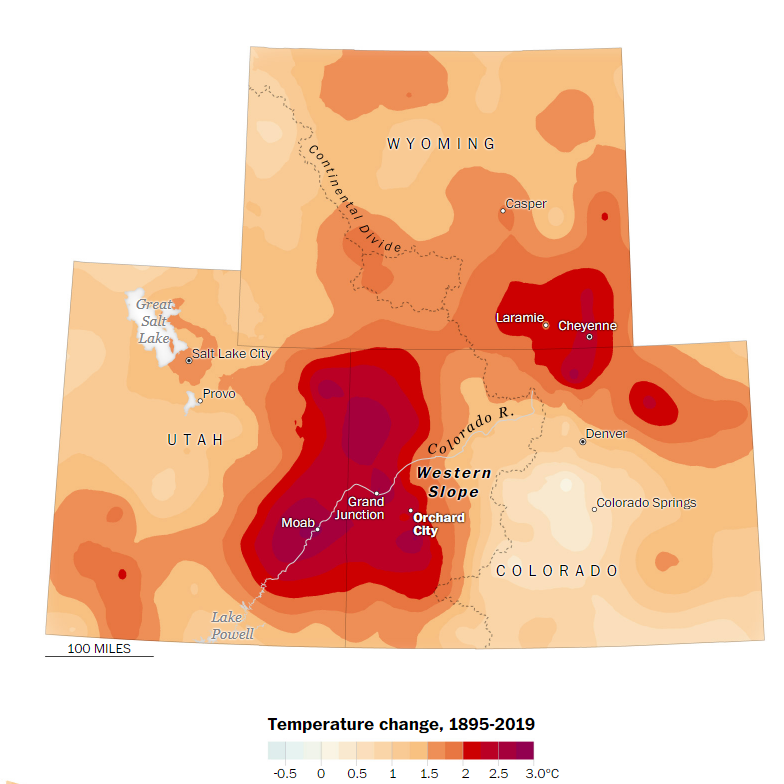 WYOMING
Continental Divide
Casper
Great
Salt
Lake
Laramie
Cheyenne
Salt Lake City
Provo
UTAH
Colorado R.
Denver
Western
Slope
Grand
Junction
Moab
Orchard
City
Colorado Springs
COLORADO
Lake
Powell
100 MILES
Temperature change, 1895-2019
-0.5 0 0.5 1 1.5 2 2.5 3.0°C